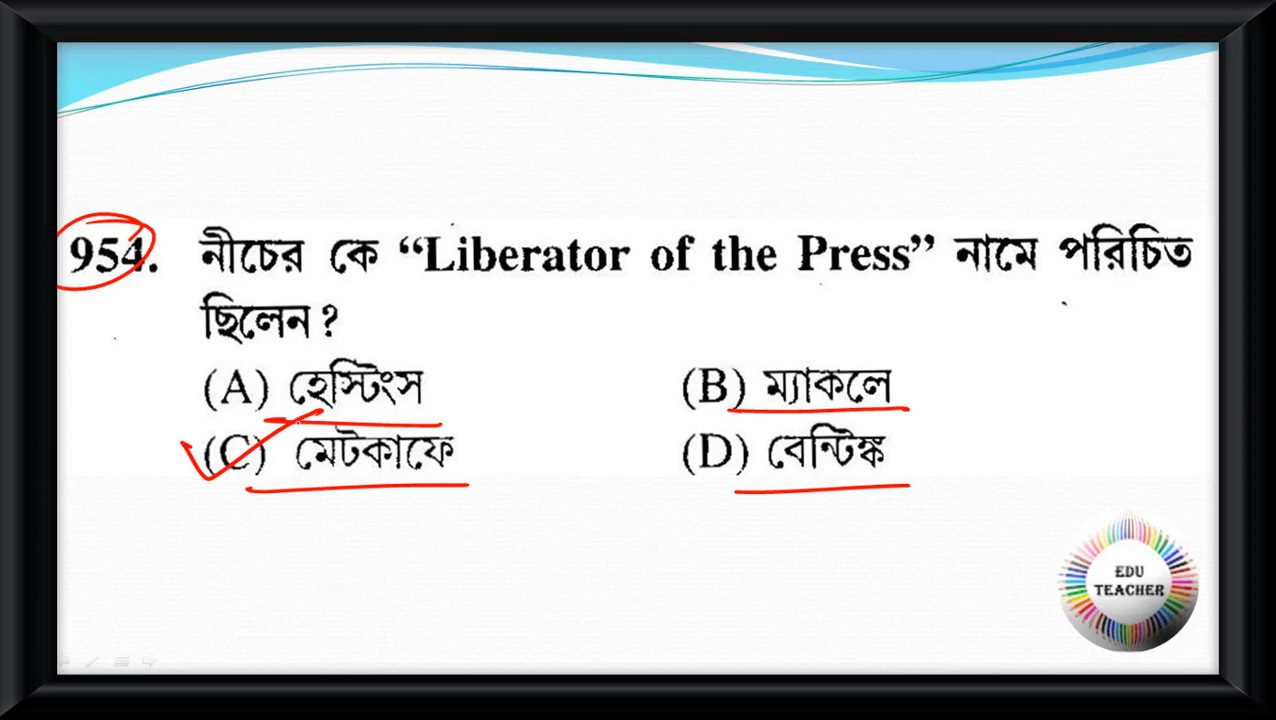 954. নীচের কে “Liberator of the Press” নামে পরিচিত
ছিলেন ?
(A) হেস্টিংস (B) ম্যাকলে
(C) মেটকাফে (D) বেন্টিঙ্ক
EDU
TEACHER